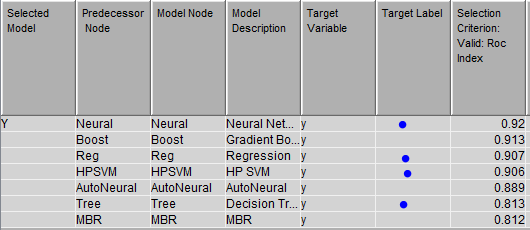 Selected Model Predecessor Node Model Node Model Description Target Variable Target Label Selection Criterion: Valid: Roc Index
Y Neural Neural Neural Net... y 0.92
Boost Boost Gradient Bo... y 0.913
Reg Reg Regression y 0.907
HPSVM HPSVM HP SVM y 0.906
AutoNeural AutoNeural AutoNeural y 0.889
Tree Tree Decision Tr... y 0.813
MBR MBR MBR y 0.812